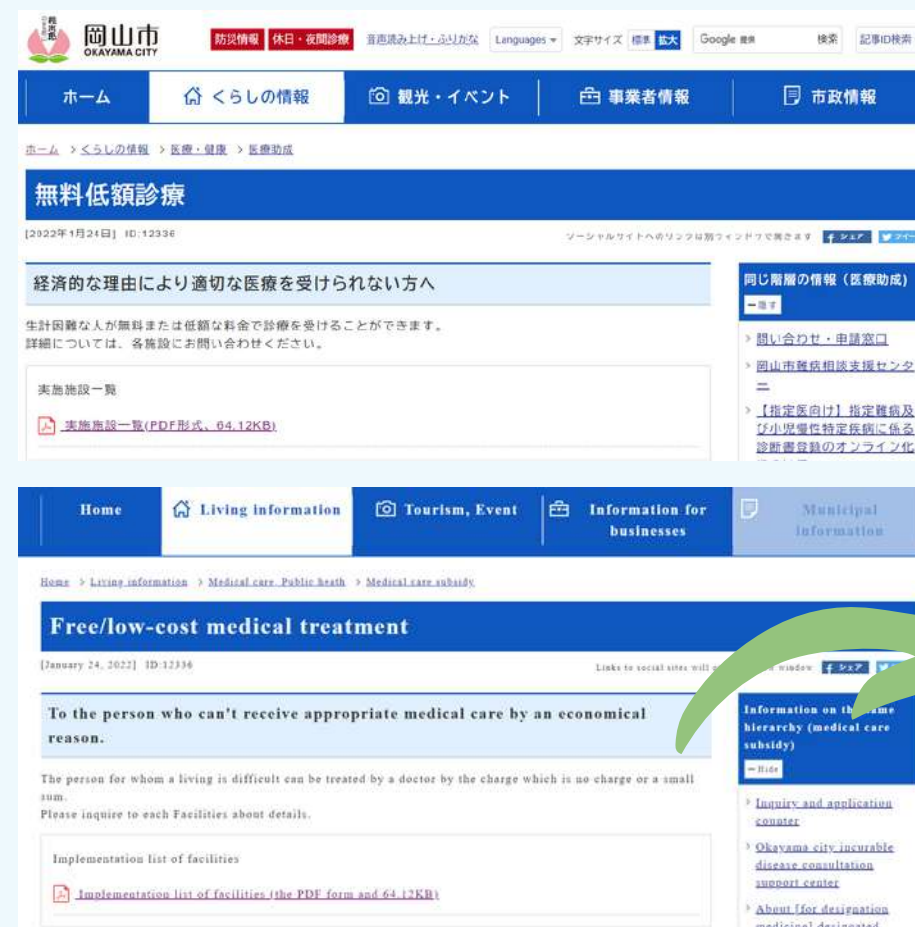 岡山市
OKAYAMA CITY
防災情報 休日・夜間診療 音声読み上げ・ふりがな Languages 文字サイズ 標準 拡大 Google 提供 検索 記事ID検索
ホーム くらしの情報 観光・イベント 事業者情報 市政情報
ホーム > くらしの情報 > 医療・健康 > 医療助成
無料低額診療
[2022年1月24日] ID:12336 ソーシャルサイトへのリンクは別ウィンドウで開きます シェア
経済的な理由により適切な医療を受けられない方へ
生計困難な人が無料または低額な料金で診療を受けることができます。
詳細については、各施設にお問い合わせください。
実施施設一覧
実施施設一覧(PDF形式、64.12KB)
同じ階層の情報（医療助成）
隠す
> 問い合わせ・申請窓口
> 岡山市難病相談支援センタ
ー
> 【指定医向け】指定難病及
び小児慢性特定疾病に係る
診断書登録のオンライン化
Home Living information Tourism, Event Information for businesses Municipal information
Home > Living information > Medical care, Public heath > Medical care subsidy
Free/low-cost medical treatment
[January 24, 2022] ID:12336 Links to social sites will window シェア
To the person who can't receive appropriate medical care by an economical
reason.
The person for whom a living is difficult can be treated by a doctor by the charge which is no charge or a small
sum.
Please inquire to each Facilities about details.
Implementation list of facilities
Implementation list of facilities (the PDF form and 64.12KB)
Information on the
hierarchy (medical care
subsidy)
Hide
> Inquiry and application
counter
> Okayama city incurable
disease consultation
support center
> About [for designation